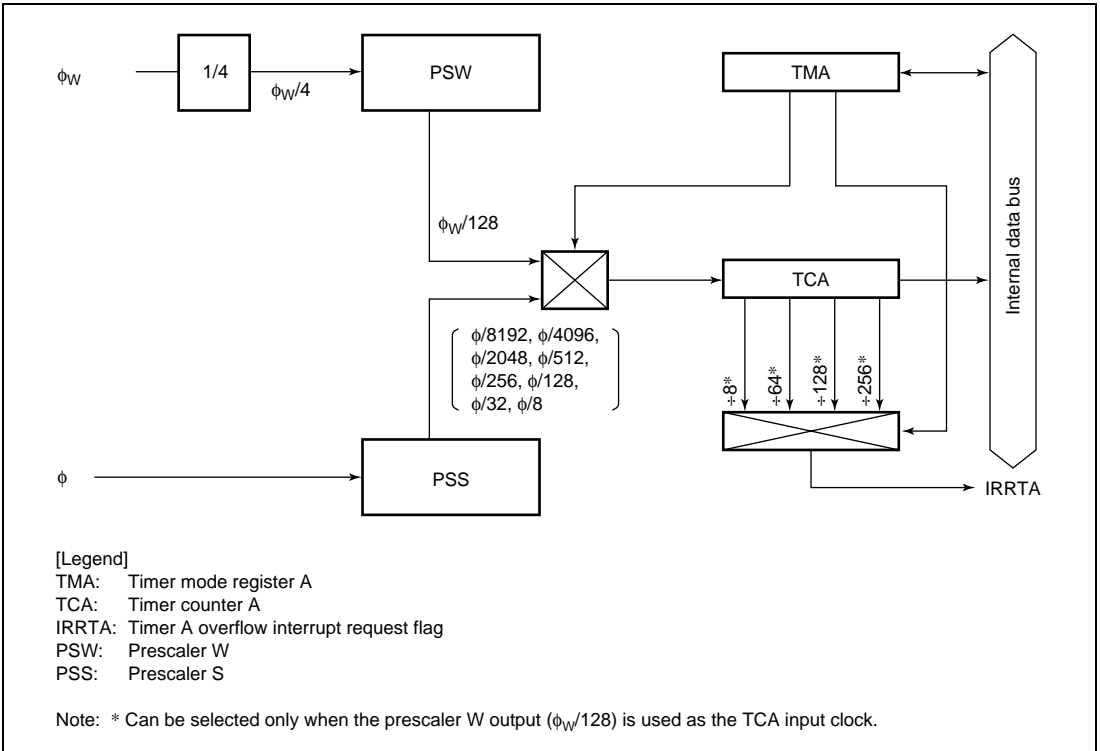 ϕW
1/4
ϕW/4
PSW
TMA
Internal data bus
ϕW/128
TCA
ϕ/8192, ϕ/4096,
ϕ/2048, ϕ/512,
ϕ/256, ϕ/128,
ϕ/32, ϕ/8
÷8*
÷64*
÷128*
÷256*
ϕ
PSS
IRRTA
[Legend]
TMA: Timer mode register A
TCA: Timer counter A
IRRTA: Timer A overflow interrupt request flag
PSW: Prescaler W
PSS: Prescaler S
Note: * Can be selected only when the prescaler W output (ϕW/128) is used as the TCA input clock.